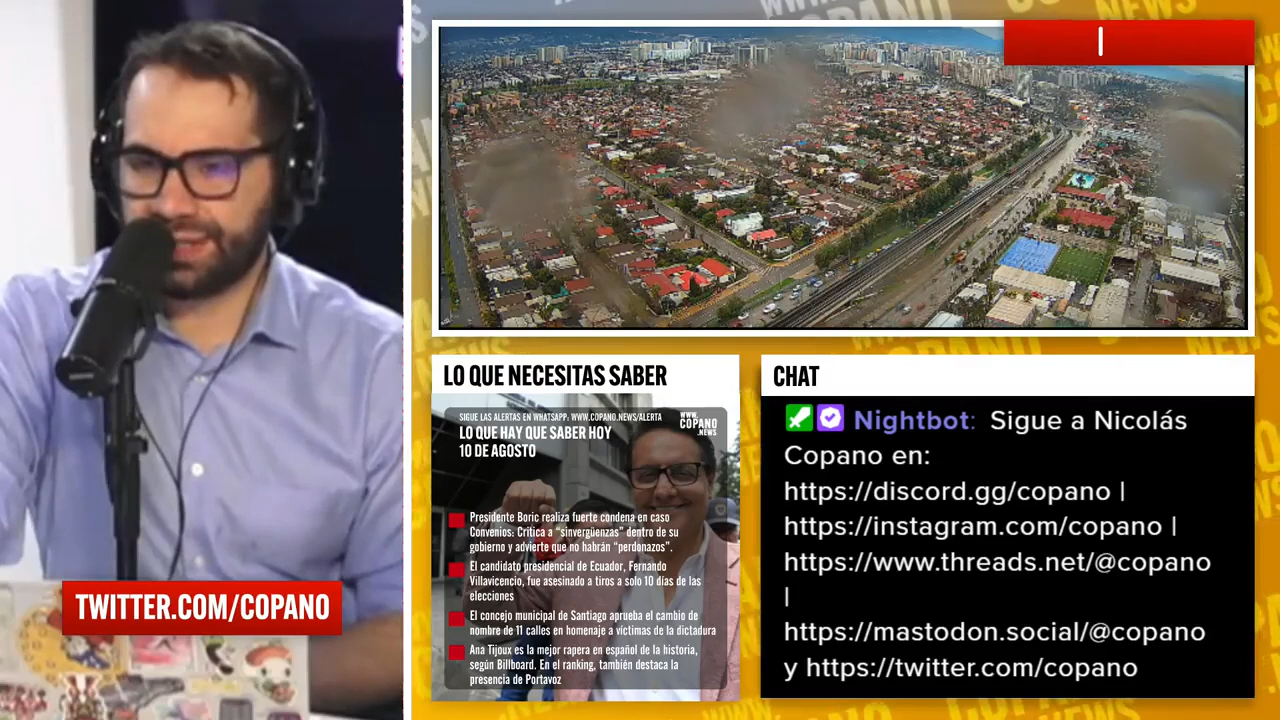 TWITTER.COM/COPANO
LO QUE NECESITAS SABER
SIGUE LAS ALERTAS EN WHATSAPP: WWW.COPANO.NEWS/ALERTA
WWW.
COPANO
.NEWS
LO QUE HAY QUE SABER HOY
10 DE AGOSTO
Presidente Boric realiza fuerte condena en caso
Convenios: Critica a “sinvergüenzas” dentro de su
gobierno y advierte que no habrán “perdonazos”.
El candidato presidencial de Ecuador, Fernando
Villavicencio, fue asesinado a tiros a solo 10 días de las
elecciones
El concejo municipal de Santiago aprueba el cambio de
nombre de 11 calles en homenaje a víctimas de la dictadura
Ana Tijoux es la mejor rapera en español de la historia,
según Billboard. En el ranking, también destaca la
presencia de Portavoz
CHAT
Nightbot: Sigue a Nicolás
Copano en:
https://discord.gg/copano |
https://instagram.com/copano |
https://www.threads.net/@copano
|
https://mastodon.social/@copano
y https://twitter.com/copano
NEWS
COPANO
NEWS